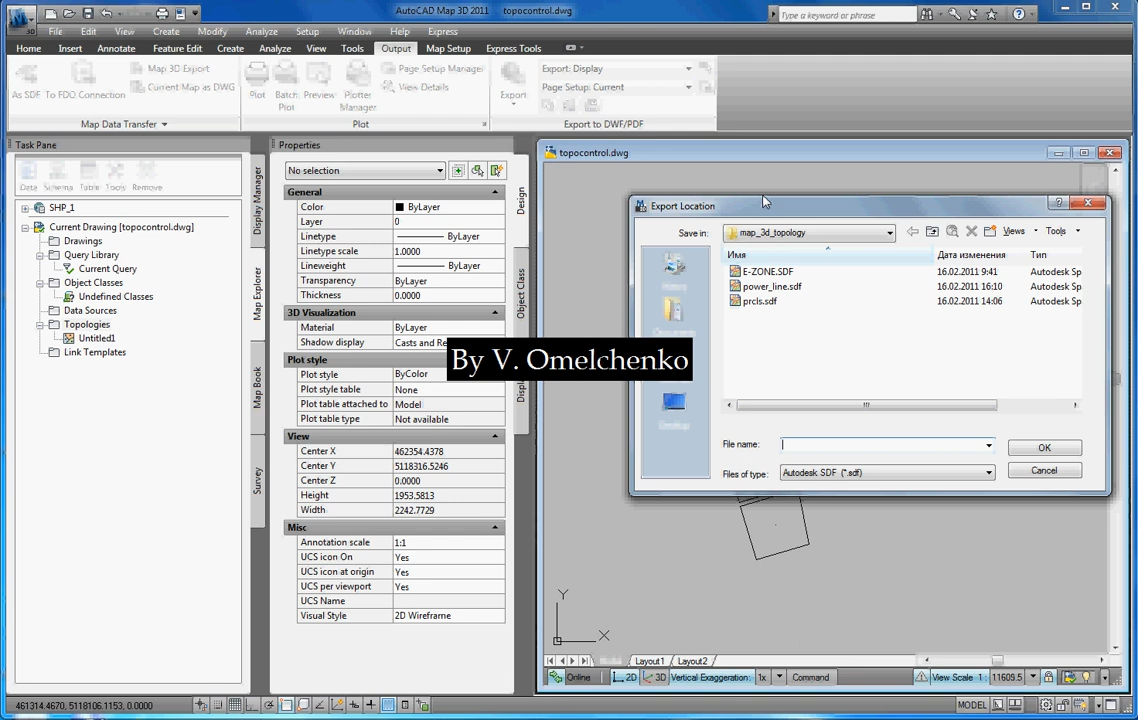 AutoCAD Map 3D 2011 topocontrol.dwg
Type a keyword or phrase
File Edit View Create Modify Analyze Setup Window Help Express
Home Insert Annotate Feature Edit Create Analyze View Tools Output Map Setup Express Tools
As SDF
To FDO Connection
Map 3D Export
Current Map as DWG
Map Data Transfer
Plot
Batch Plot
Preview
Plotter Manager
Page Setup Manager
View Details
Plot
Export
Export: Display
Page Setup: Current
Export to DWF/PDF
Task Pane
Data Schema Table Tools Remove
SHP_1
Current Drawing [topocontrol.dwg]
Drawings
Query Library
Current Query
Object Classes
Undefined Classes
Data Sources
Topologies
Untitled1
Link Templates
Display Manager
Map Explorer
Map Book
Survey
Properties
No selection
General
Color ByLayer
Layer 0
Linetype ByLayer
Linetype scale 1.0000
Lineweight ByLayer
Transparency ByLayer
Thickness 0.0000
3D Visualization
Material ByLayer
Shadow display Casts and Re
Plot style
Plot style ByColor
Plot style table None
Plot table attached to Model
Plot table type Not available
View
Center X 462354.4378
Center Y 5118316.5246
Center Z 0.0000
Height 1953.5813
Width 2242.7729
Misc
Annotation scale 1:1
UCS icon On Yes
UCS icon at origin Yes
UCS per viewport Yes
UCS Name
Visual Style 2D Wireframe
Design
Object Class
By V. Omelchenko
topocontrol.dwg
Export Location
Save in: map_3d_topology
Views Tools
Имя Дата изменения Тип
E-ZONE.SDF 16.02.2011 9:41 Autodesk Sp
power_line.sdf 16.02.2011 16:10 Autodesk Sp
prcls.sdf 16.02.2011 14:06 Autodesk Sp
File name:
OK
Files of type: Autodesk SDF (*.sdf)
Cancel
Y
X
Layout1 Layout2
Online 2D 3D Vertical Exaggeration: 1x Command View Scale 1: 11609.5
461314.4670, 5118106.1153, 0.0000
MODEL